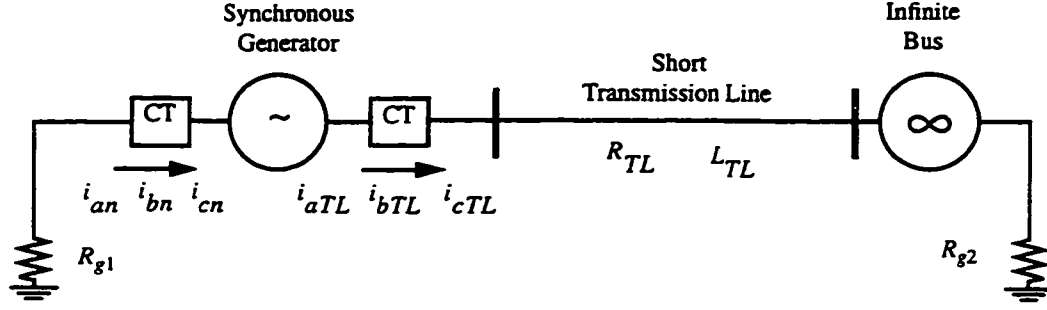 Synchronous
Generator
Infinite
Bus
Short
Transmission Line
CT
~
CT
∞
R_TL L_TL
i_an i_bn i_cn i_aTL i_bTL i_cTL
R_g1
R_g2